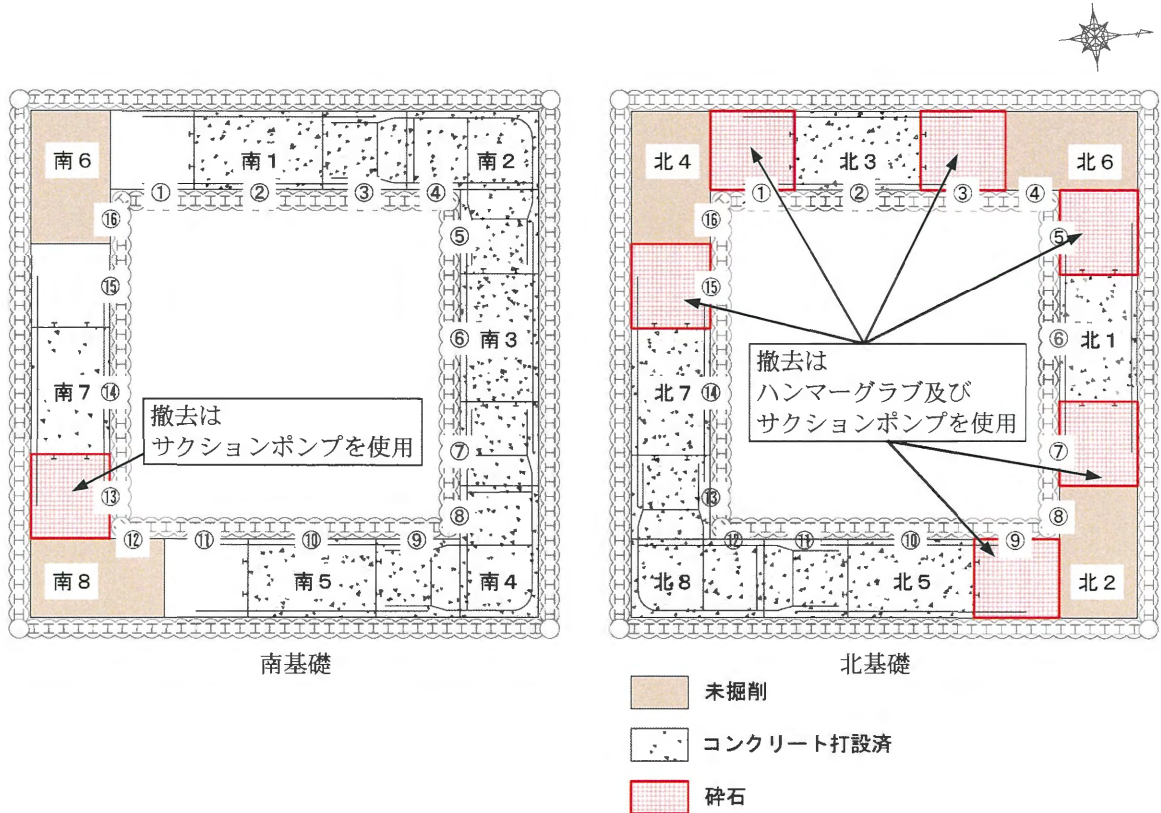 南6
南1
南2
①
②
③
④
⑯
⑤
⑮
⑥
南3
南7
⑭
撤去は
サクションポンプを使用
⑬
⑦
⑫
⑪
⑩
⑨
⑧
南8
南5
南4
南基礎
北4
北3
北6
①
②
③
④
⑯
⑤
⑮
⑥
北1
北7
⑭
撤去は
ハンマーグラブ及び
サクションポンプを使用
⑦
⑬
⑧
⑫
⑪
⑩
⑨
北8
北5
北2
北基礎
未掘削
コンクリート打設済
砕石